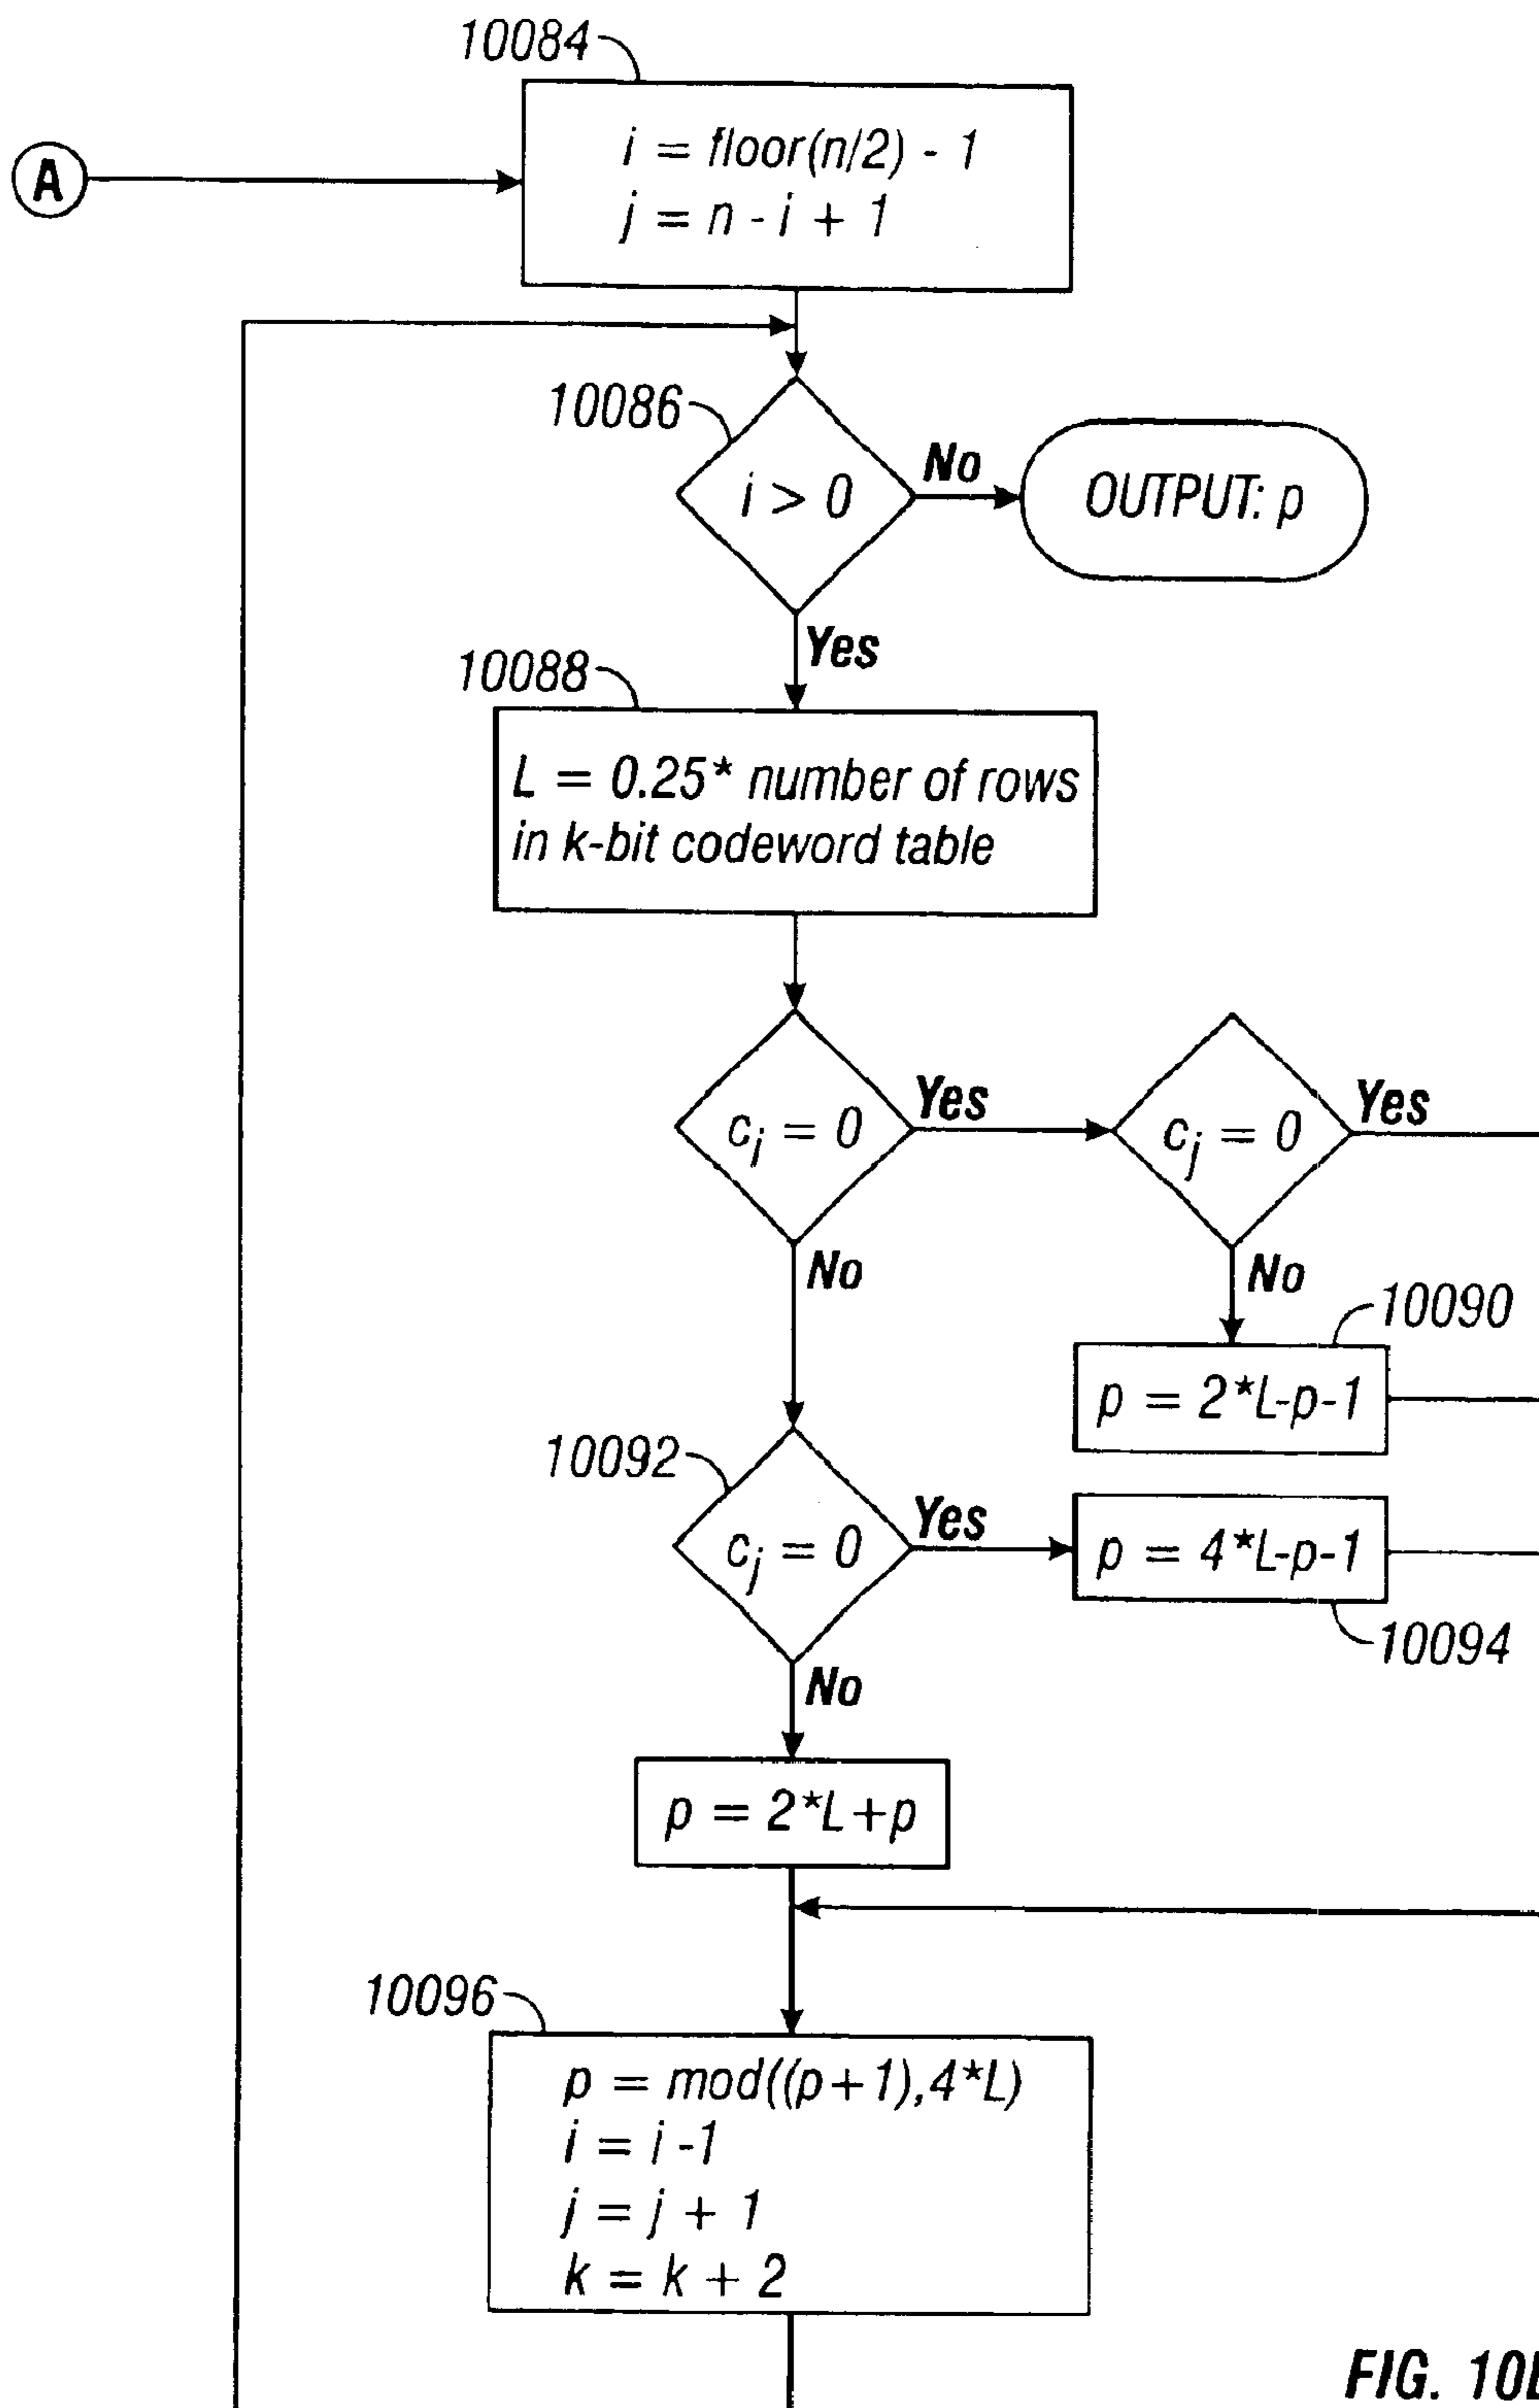 10084
i = floor(n/2) - 1
j = n - i + 1
A
10086
i > 0
No
OUTPUT: p
Yes
10088
L = 0.25* number of rows
in k-bit codeword table
c_i = 0
Yes
c_j = 0
Yes
No
No
10090
p = 2*L-p-1
10092
c_j = 0
Yes
p = 4*L-p-1
10094
No
p = 2*L+p
10096
p = mod((p+1),4*L)
i = i -1
j = j + 1
k = k + 2
FIG.